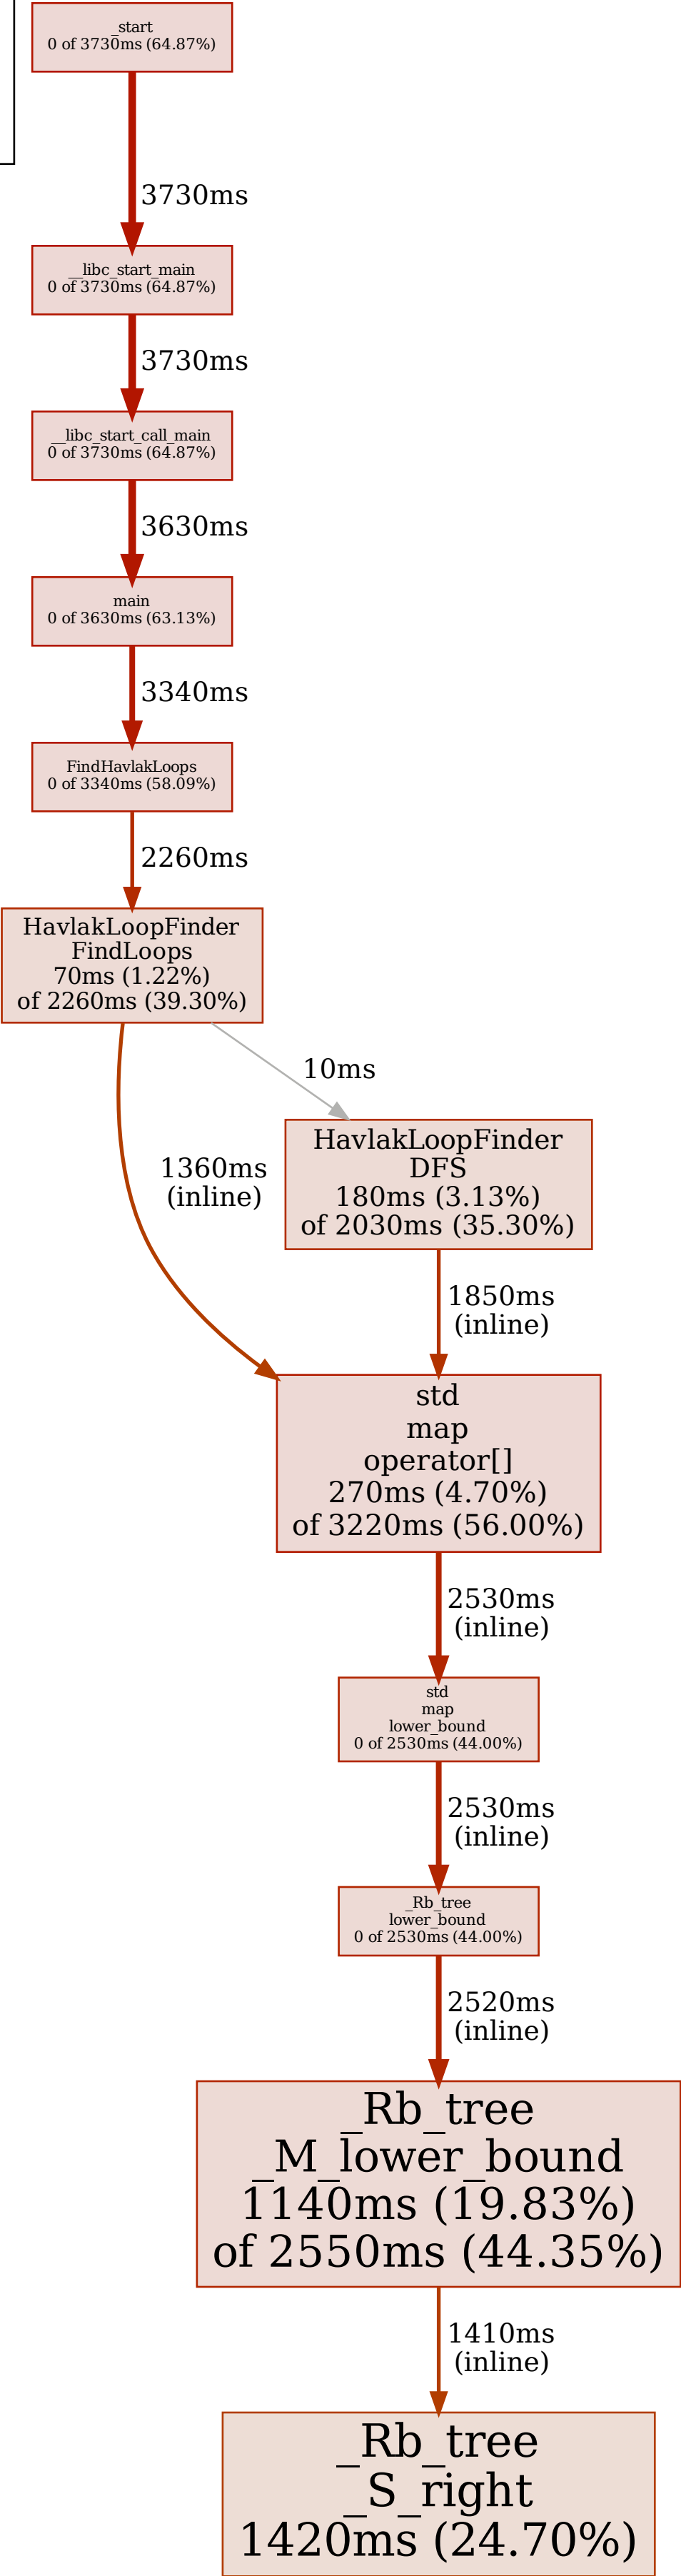 _start
0 of 3730ms (64.87%)
3730ms
__libc_start_main
0 of 3730ms (64.87%)
3730ms
__libc_start_call_main
0 of 3730ms (64.87%)
3630ms
main
0 of 3630ms (63.13%)
3340ms
FindHavlakLoops
0 of 3340ms (58.09%)
2260ms
HavlakLoopFinder
FindLoops
70ms (1.22%)
of 2260ms (39.30%)
10ms
1360ms
(inline)
HavlakLoopFinder
DFS
180ms (3.13%)
of 2030ms (35.30%)
1850ms
(inline)
std
map
operator[]
270ms (4.70%)
of 3220ms (56.00%)
2530ms
(inline)
std
map
lower_bound
0 of 2530ms (44.00%)
2530ms
(inline)
_Rb_tree
lower_bound
0 of 2530ms (44.00%)
2520ms
(inline)
_Rb_tree
_M_lower_bound
1140ms (19.83%)
of 2550ms (44.35%)
1410ms
(inline)
_Rb_tree
_S_right
1420ms (24.70%)